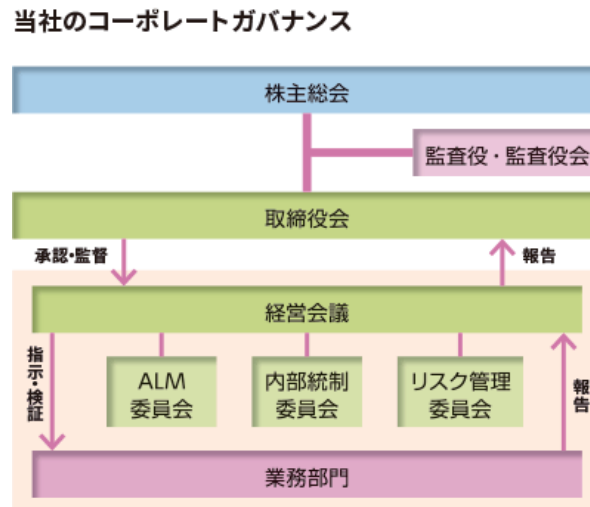 当社のコーポレートガバナンス
株主総会
監査役・監査役会
取締役会
承認・監督
報告
経営会議
指示・検証
ALM
委員会
内部統制
委員会
リスク管理
委員会
報告
業務部門